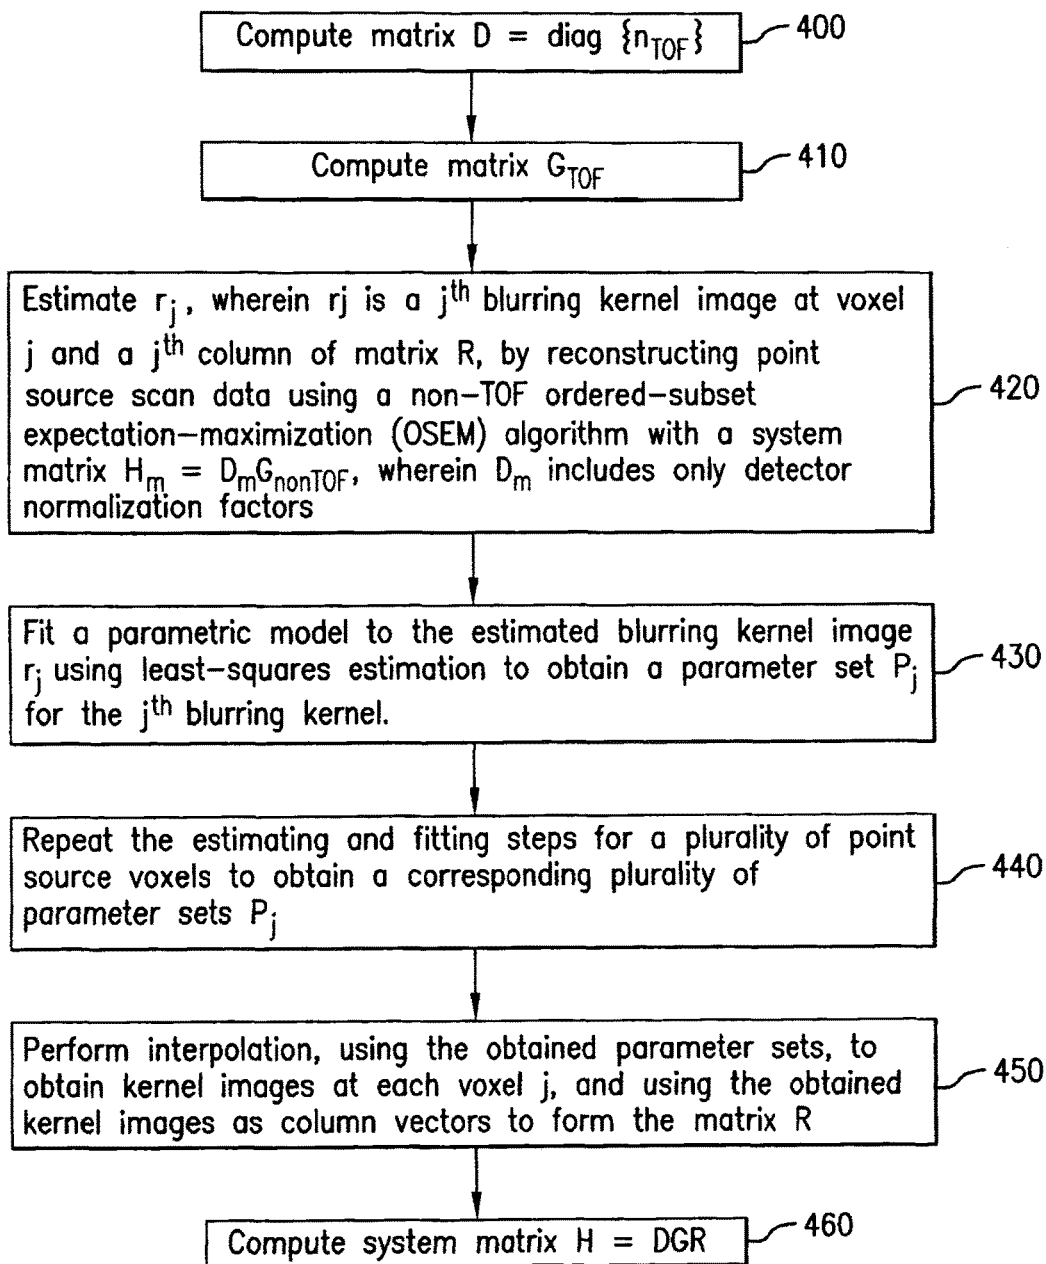 Compute matrix D = diag {n_TOF}
400
Compute matrix G_TOF
410
Estimate r_j, wherein rj is a j^th blurring kernel image at voxel
j and a j^th column of matrix R, by reconstructing point
source scan data using a non-TOF ordered-subset
expectation-maximization (OSEM) algorithm with a system
matrix H_m = D_mG_nonTOF, wherein D_m includes only detector
normalization factors
420
Fit a parametric model to the estimated blurring kernel image
r_j using least-squares estimation to obtain a parameter set P_j
for the j^th blurring kernel.
430
Repeat the estimating and fitting steps for a plurality of point
source voxels to obtain a corresponding plurality of
parameter sets P_j
440
Perform interpolation, using the obtained parameter sets, to
obtain kernel images at each voxel j, and using the obtained
kernel images as column vectors to form the matrix R
450
Compute system matrix H = DGR
460